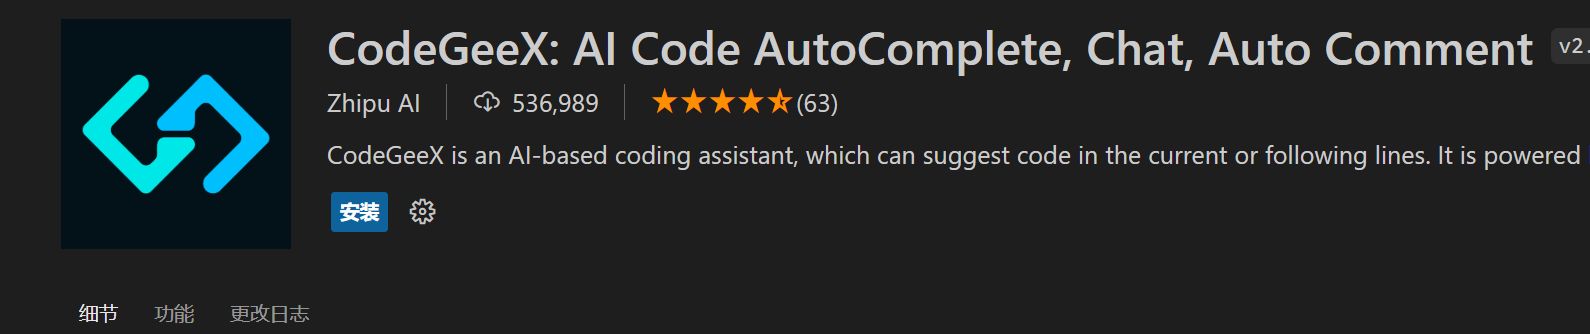 CodeGeeX: AI Code AutoComplete, Chat, Auto Comment v2.
Zhipu AI 536,989 (63)
CodeGeeX is an AI-based coding assistant, which can suggest code in the current or following lines. It is powered
安装
细节 功能 更改日志